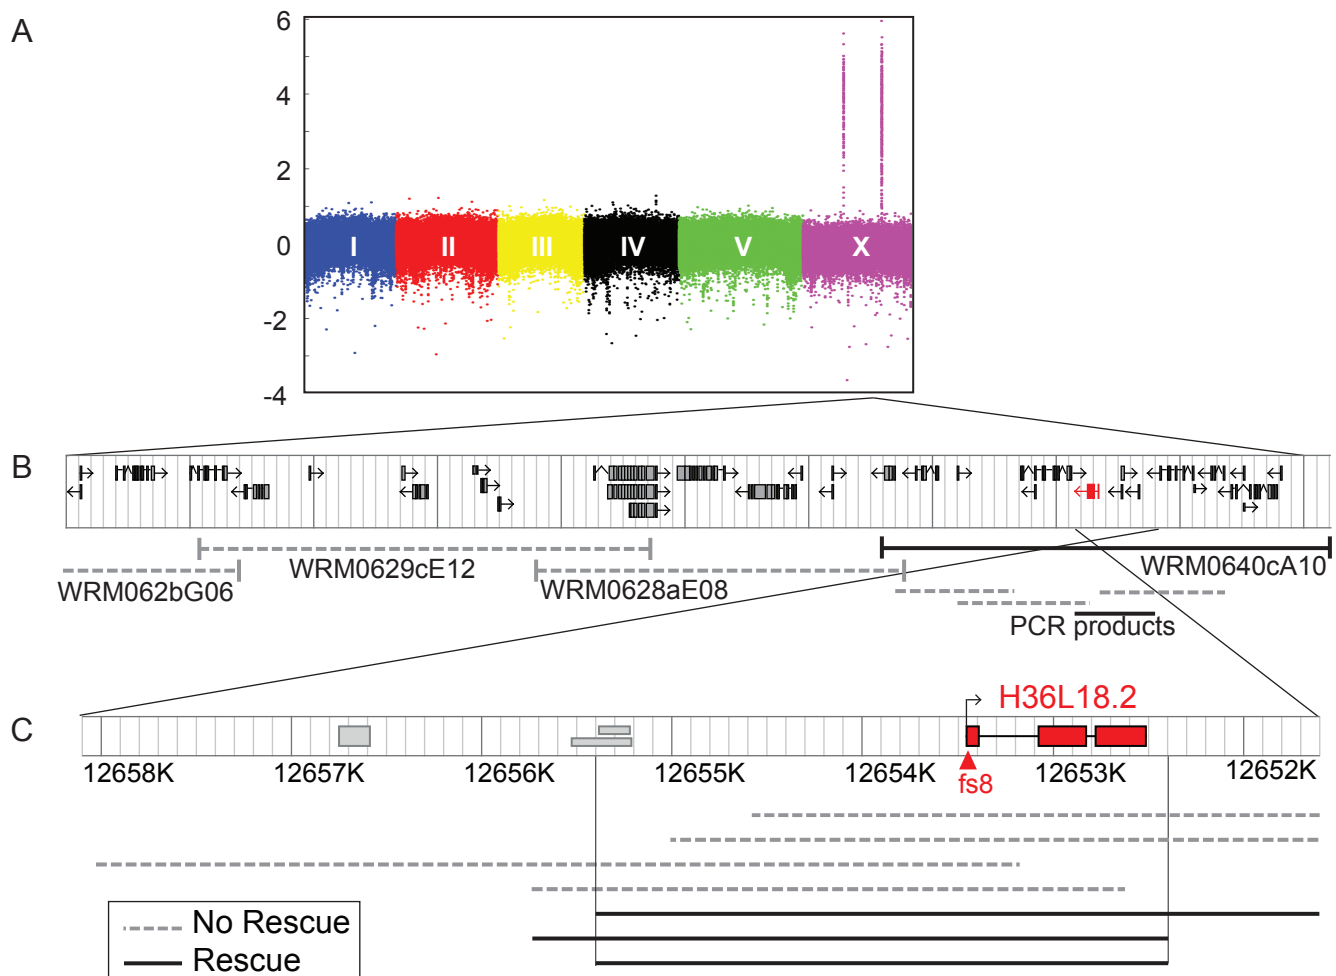 A
6
4
2
0
-2
-4
I II III IV V X
B
WRM062bG06
WRM0629cE12
WRM0628aE08
WRM0640cA10
PCR products
C
H36L18.2
12658K 12657K 12656K 12655K 12654K 12653K 12652K
fs8
No Rescue
Rescue